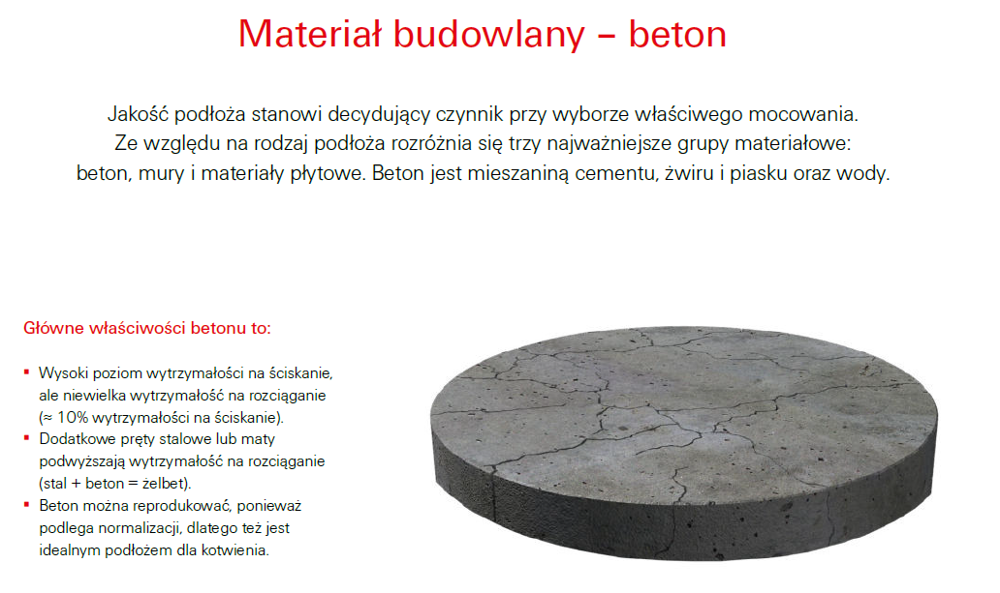 Materiał budowlany – beton
Jakość podłoża stanowi decydujący czynnik przy wyborze właściwego mocowania.
Ze względu na rodzaj podłoża rozróżnia się trzy najważniejsze grupy materiałowe:
beton, mury i materiały płytowe. Beton jest mieszaniną cementu, żwiru i piasku oraz wody.
Główne właściwości betonu to:
▪ Wysoki poziom wytrzymałości na ściskanie,
ale niewielka wytrzymałość na rozciąganie
(≈ 10% wytrzymałości na ściskanie).
▪ Dodatkowe pręty stalowe lub maty
podwyższają wytrzymałość na rozciąganie
(stal + beton = żelbet).
▪ Beton można reprodukować, ponieważ
podlega normalizacji, dlatego też jest
idealnym podłożem dla kotwienia.